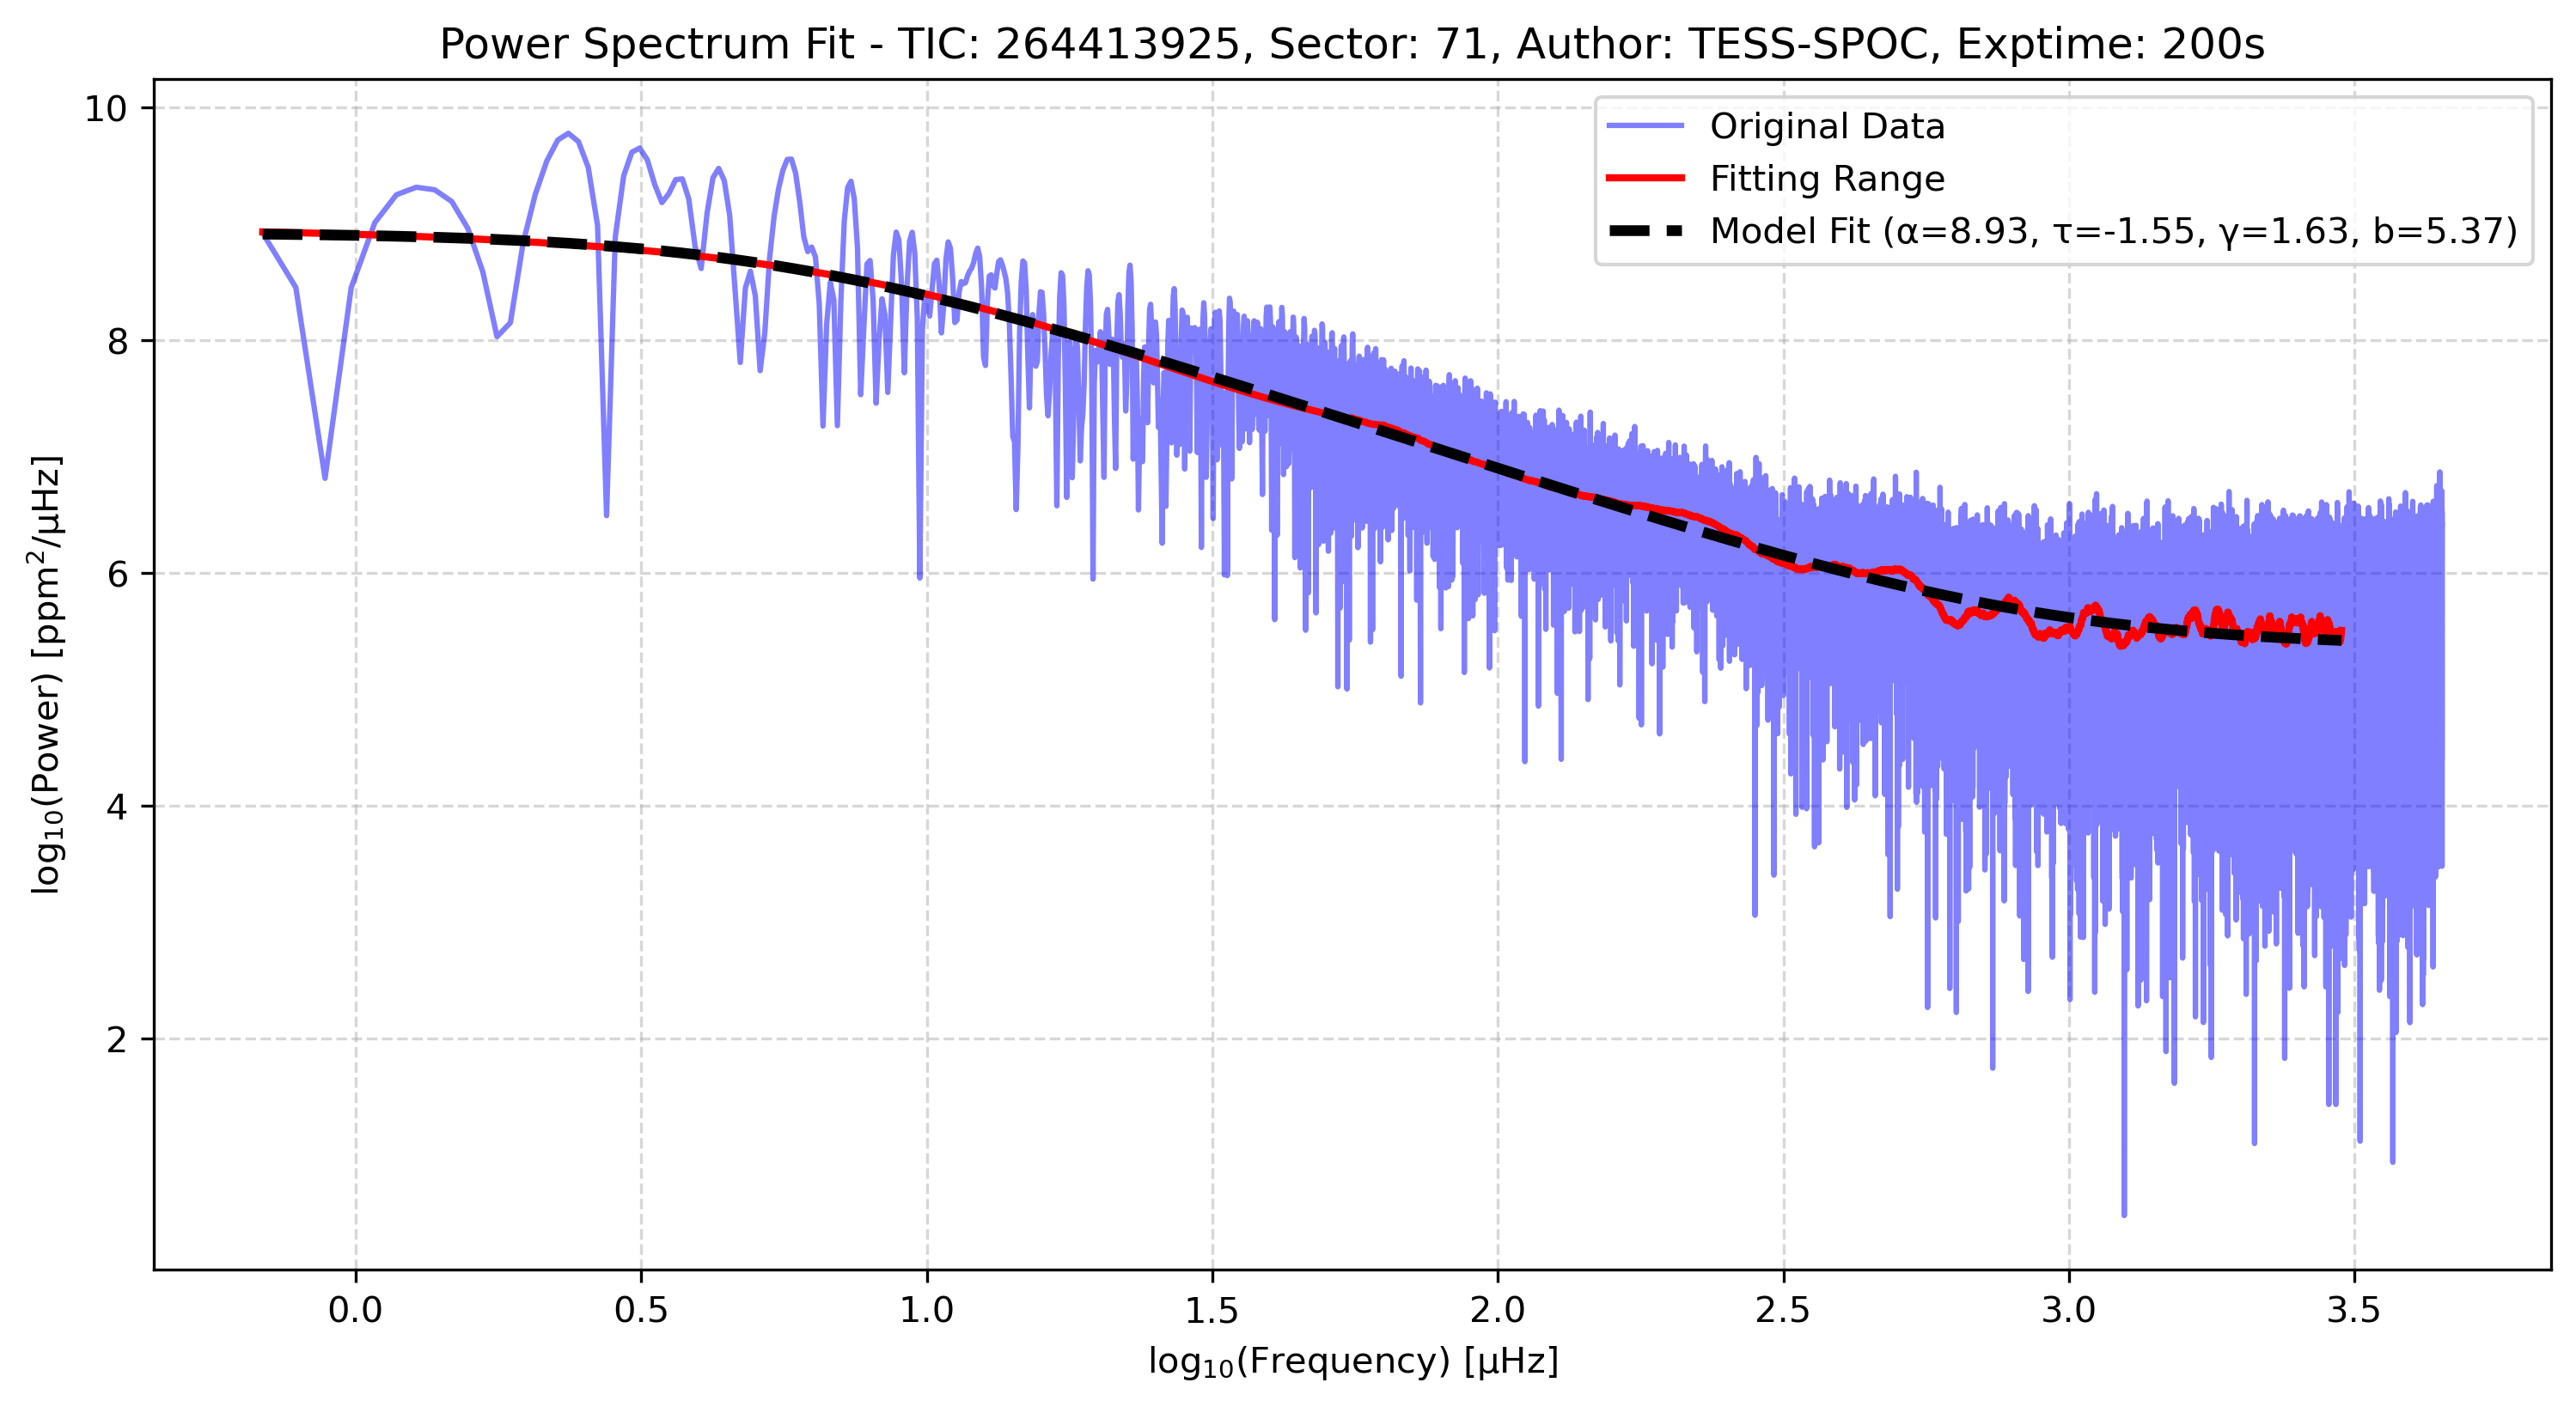 Power Spectrum Fit - TIC: 264413925, Sector: 71, Author: TESS-SPOC, Exptime: 200s
Original Data
Fitting Range
Model Fit (α=8.93, τ=-1.55, γ=1.63, b=5.37)
log₁₀(Power) [ppm²/μHz]
10
8
6
4
2
0.0 0.5 1.0 1.5 2.0 2.5 3.0 3.5
log₁₀(Frequency) [μHz]